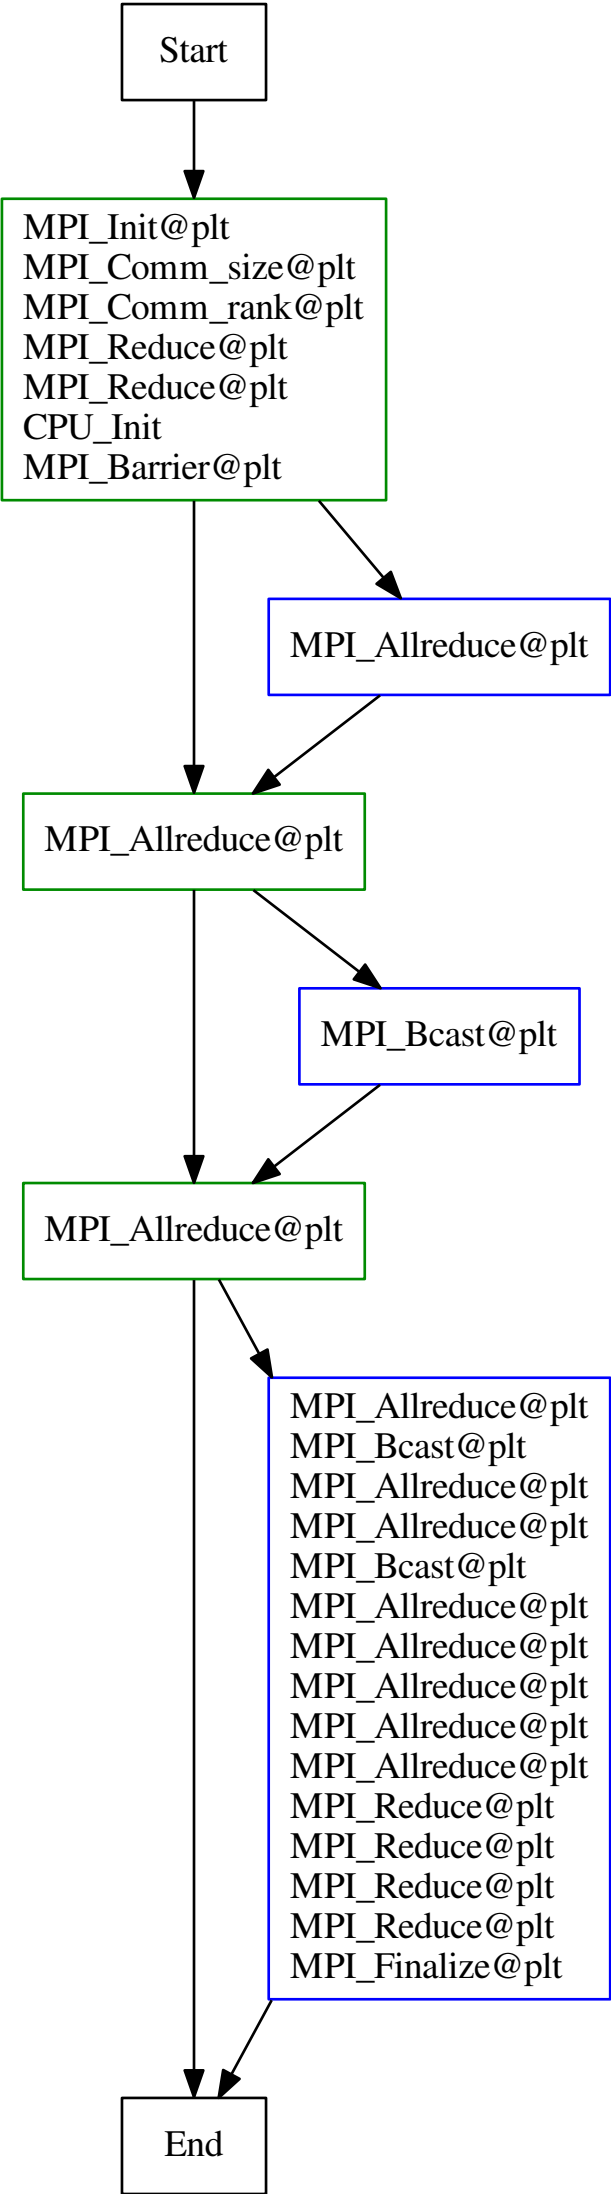 Start
MPI_Init@plt
MPI_Comm_size@plt
MPI_Comm_rank@plt
MPI_Reduce@plt
MPI_Reduce@plt
CPU_Init
MPI_Barrier@plt
MPI_Allreduce@plt
MPI_Allreduce@plt
MPI_Bcast@plt
MPI_Allreduce@plt
MPI_Allreduce@plt
MPI_Bcast@plt
MPI_Allreduce@plt
MPI_Allreduce@plt
MPI_Bcast@plt
MPI_Allreduce@plt
MPI_Allreduce@plt
MPI_Allreduce@plt
MPI_Allreduce@plt
MPI_Allreduce@plt
MPI_Reduce@plt
MPI_Reduce@plt
MPI_Reduce@plt
MPI_Reduce@plt
MPI_Finalize@plt
End